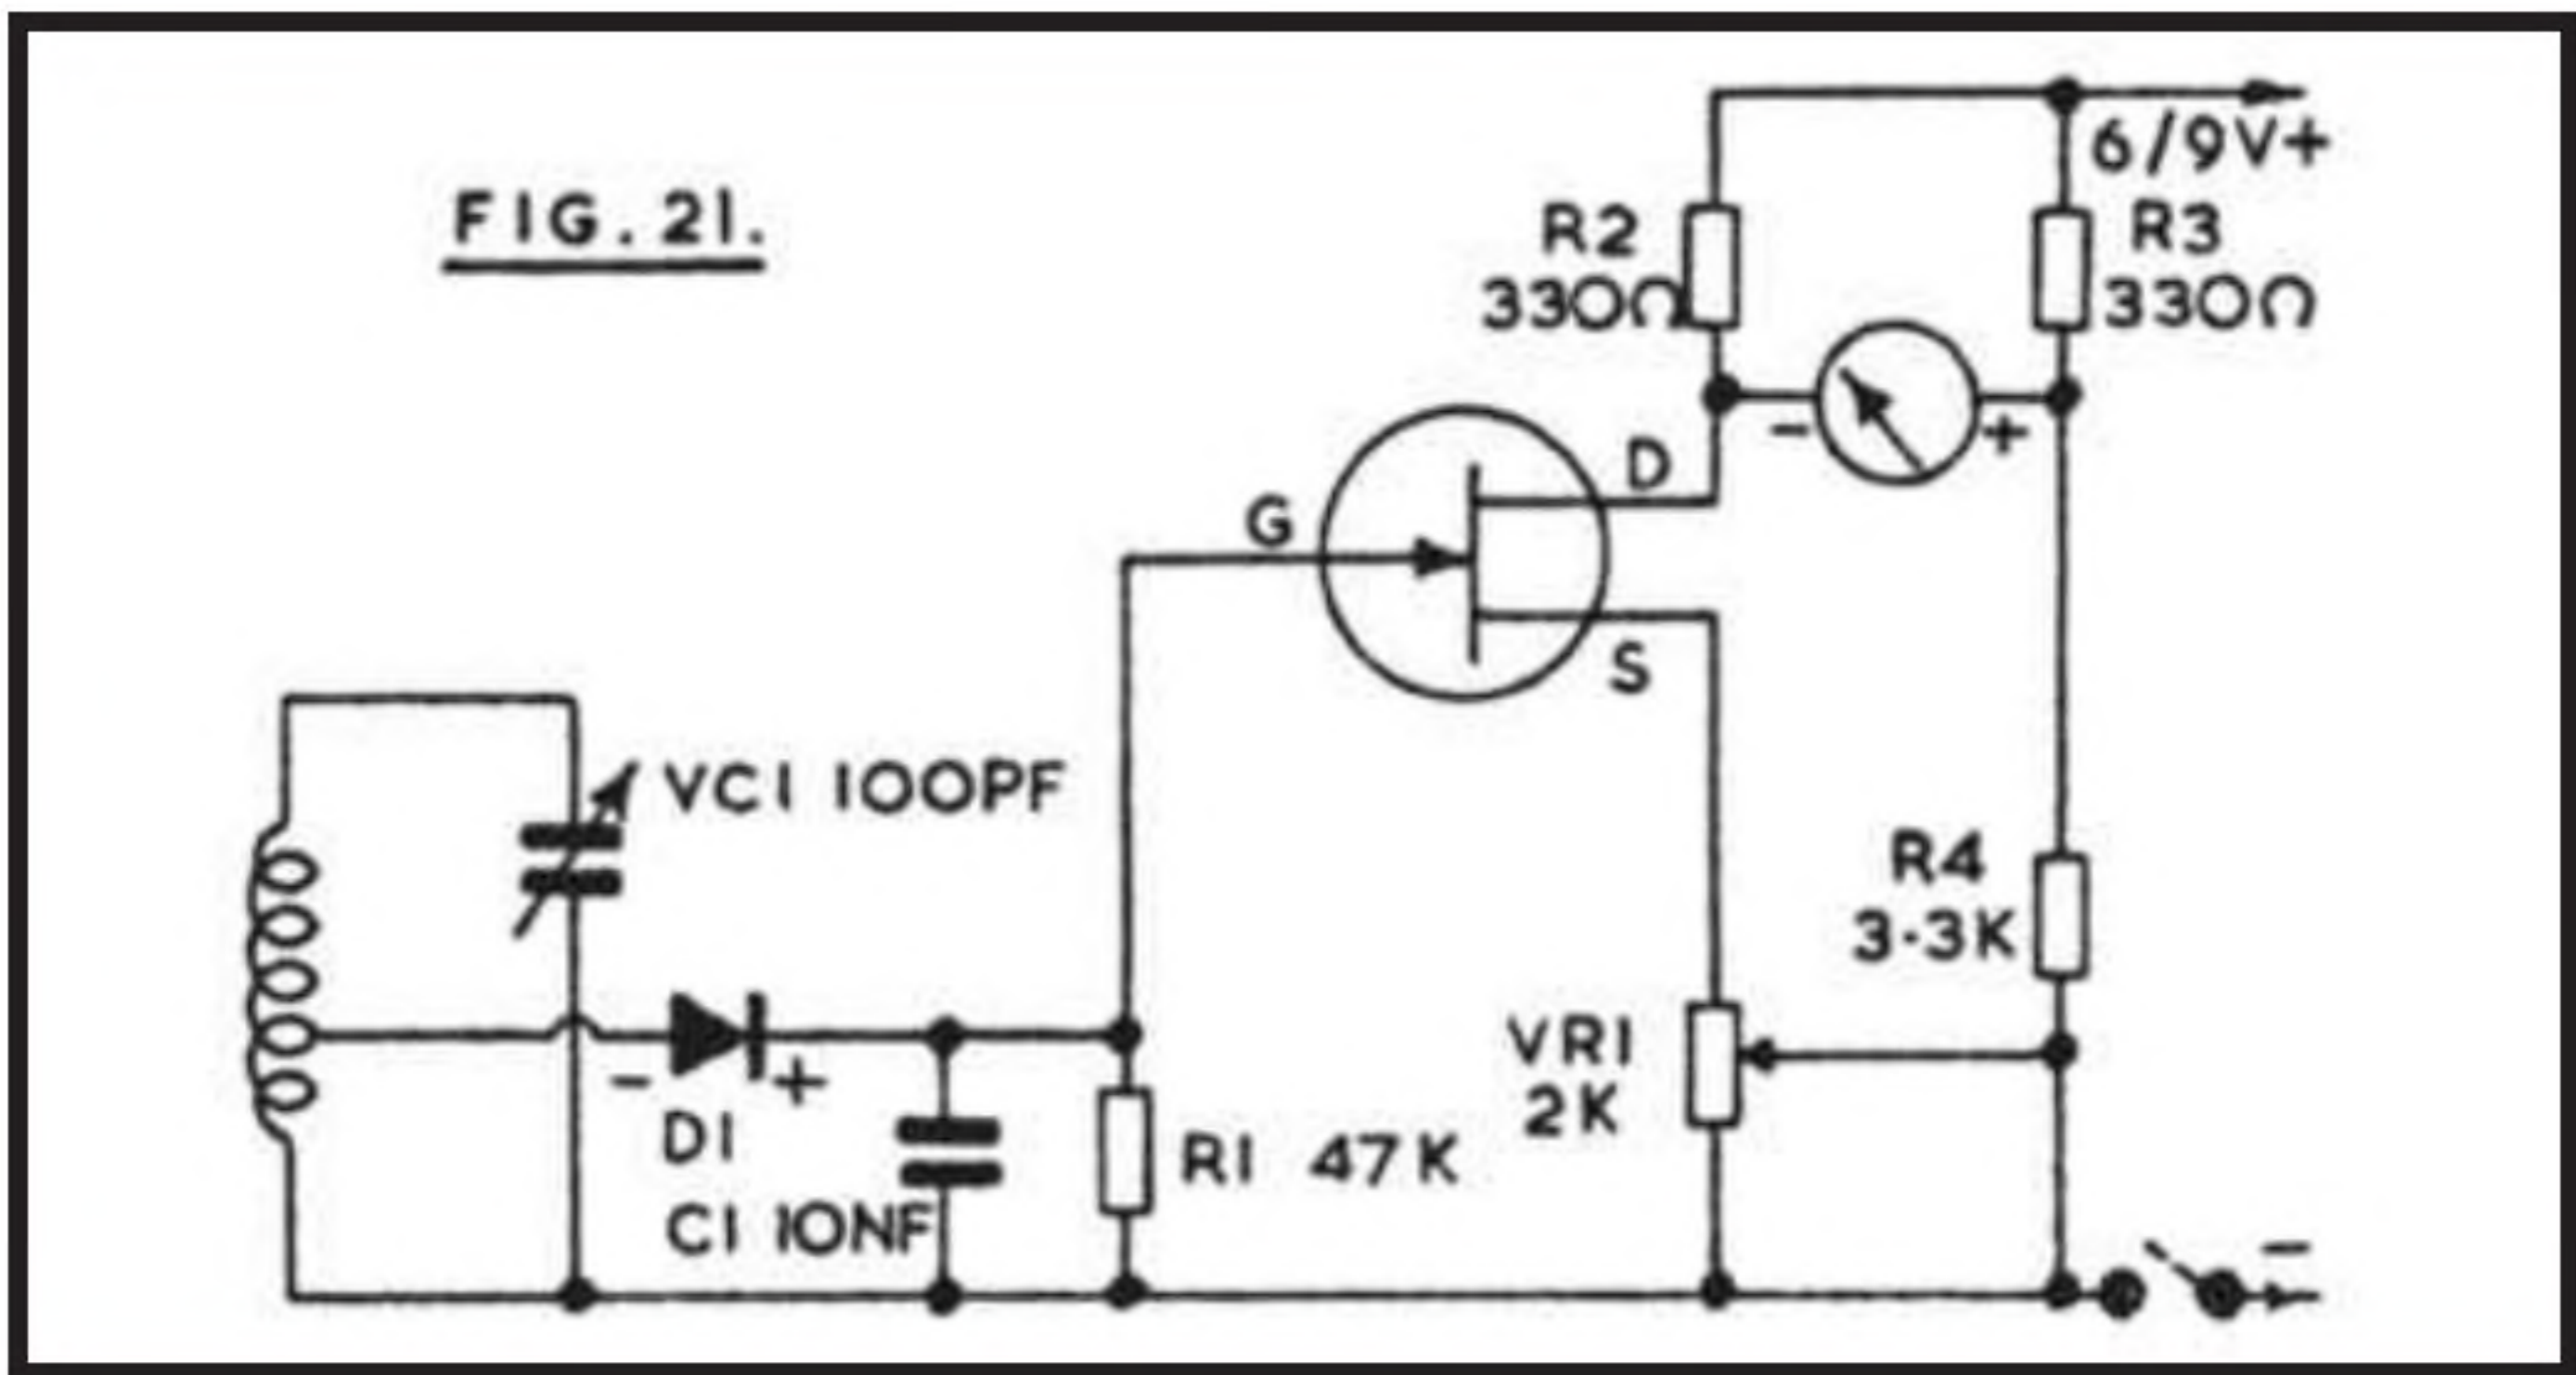 FIG. 21.
6/9V+
R2
330Ω
R3
330Ω
- +
D
G
S
VC1 100PF
R4
3·3K
VR1
2K
- +
D1
R1 47K
C1 10NF
-